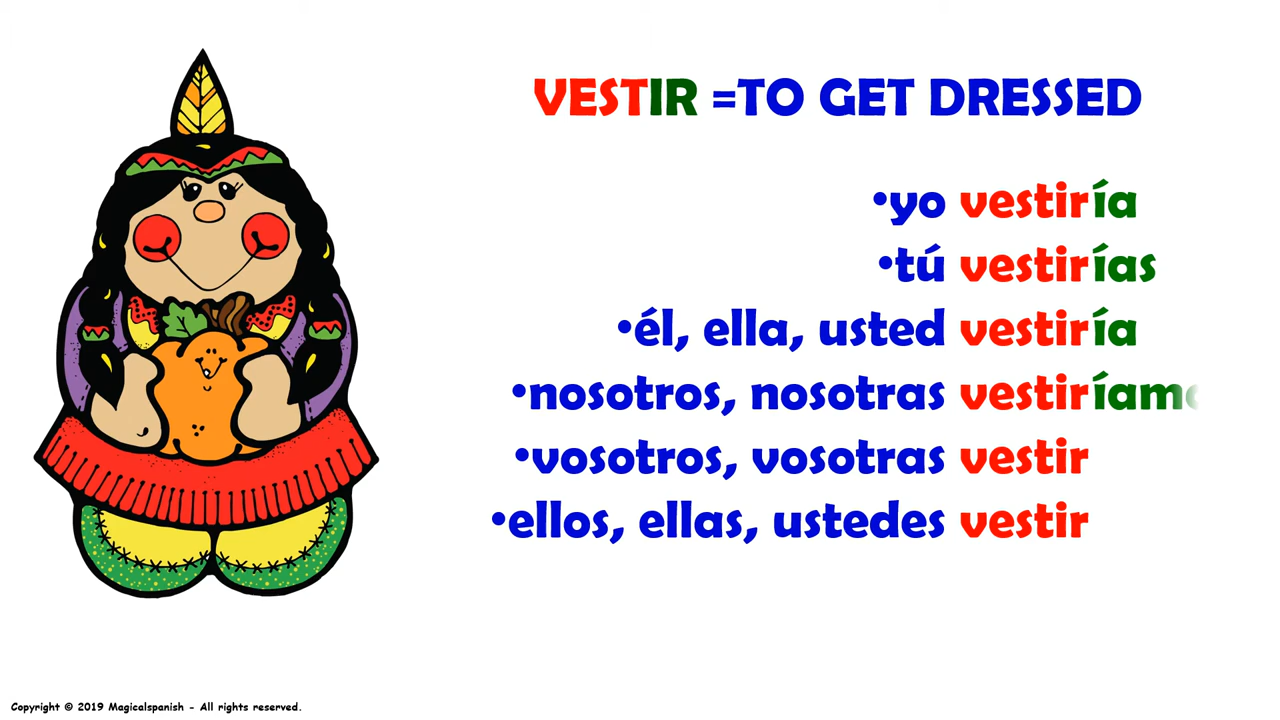 VESTIR =TO GET DRESSED
•yo vestiría
•tú vestirías
•él, ella, usted vestiría
•nosotros, nosotras
•vosotros, vosotras vestir
•ellos, ellas, ustedes vestir
Copyright © 2019 Magicalspanish - All rights reserved.